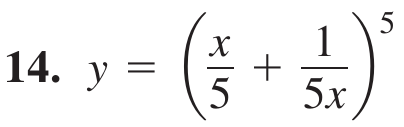 14. y = (x/5 + 1/5x)^5